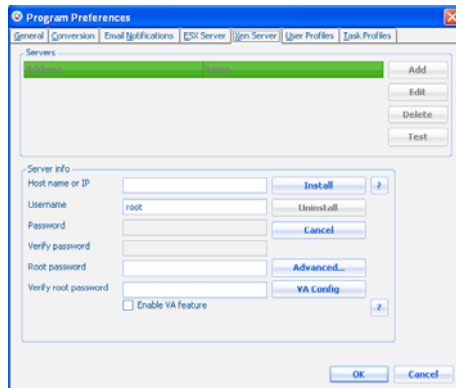 Program Preferences
General Conversion Email Notifications ESX Server Xen Server User Profiles Task Profiles
Servers
Address Name
Add
Edit
Delete
Test
Server info
Host name or IP Install ?
Username root Uninstall
Password Cancel
Verify password
Root password Advanced...
Verify root password VA Config
Enable VA feature ?
OK Cancel